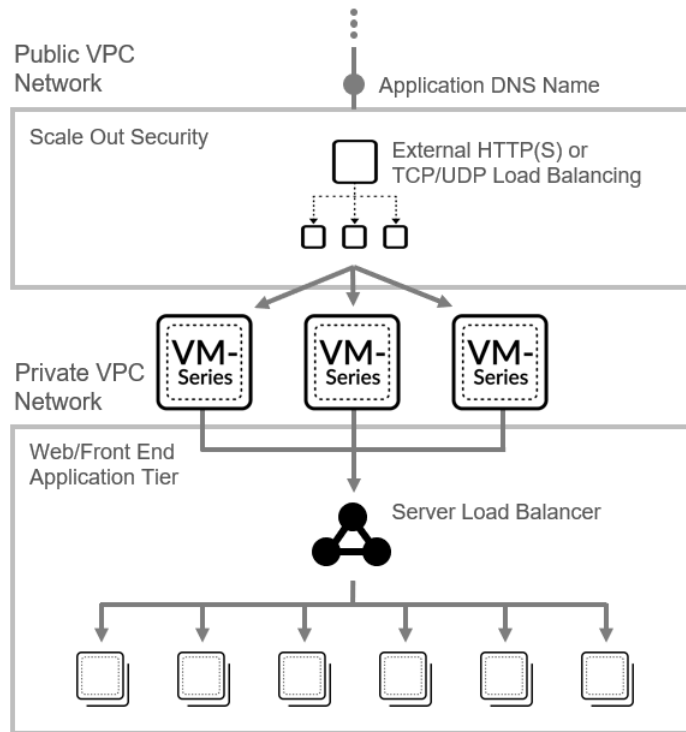 Public VPC
Network
Application DNS Name
Scale Out Security
External HTTP(S) or
TCP/UDP Load Balancing
VM-
Series
VM-
Series
VM-
Series
Private VPC
Network
Web/Front End
Application Tier
Server Load Balancer